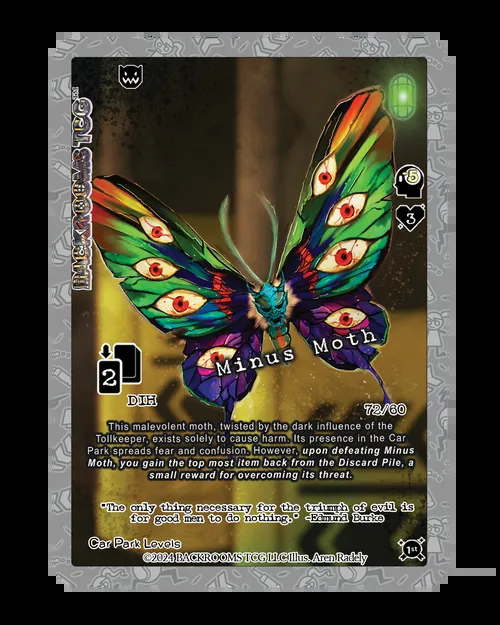 BACKROOMS TCG
5
3
Minus Moth
2
DIH
72/60
This malevolent moth, twisted by the dark influence of the
Tollkeeper, exists solely to cause harm. Its presence in the Car
Park spreads fear and confusion. However, upon defeating Minus
Moth, you gain the top most item back from the Discard Pile, a
small reward for overcoming its threat.
"The only thing necessary for the triumph of evil is
for good men to do nothing." -Edmund Burke
Car Park Levels
©2024 BACKROOMS TCG LLC Illus. Aren Radely
1st